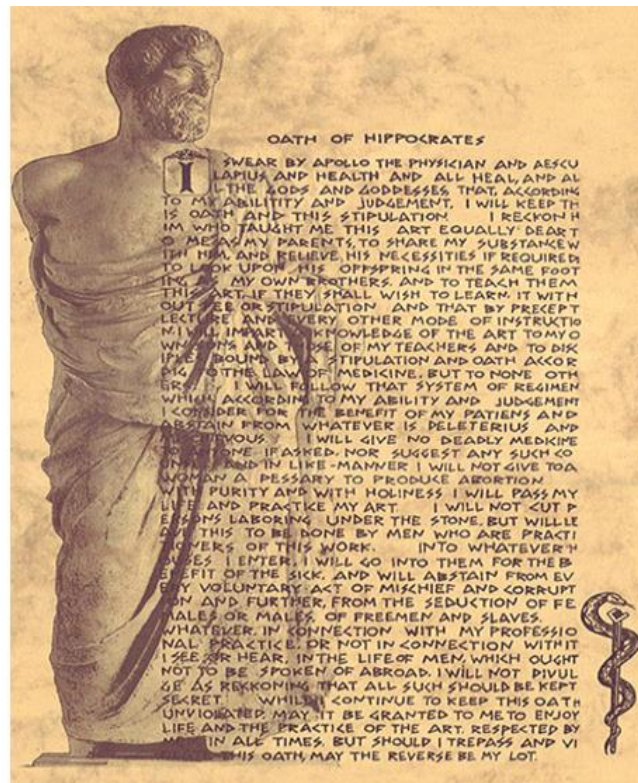 OATH OF HIPPOCRATES
I SWEAR BY APOLLO THE PHYSICIAN AND AESCU
LAPIUS AND HEALTH AND ALL HEAL, AND AL
L THE GODS AND GODDESSES, THAT, ACCORDING
TO MY ABILITITY AND JUDGEMENT, I WILL KEEP TH
IS OATH AND THIS STIPULATION I RECKON H
IM WHO TAUGHT ME THIS ART EQUALLY DEAR T
O ME AS MY PARENTS, TO SHARE MY SUBSTANCE W
ITH HIM, AND RELIEVE HIS NECESSITIES IF REQUIRED;
TO LOOK UPON HIS OFFSPRING IN THE SAME FOOT
ING AS MY OWN BROTHERS, AND TO TEACH THEM
THIS ART, IF THEY SHALL WISH TO LEARN IT WITH
OUT SEE OR STIPULATION AND THAT BY PRECEPT
LECTURE AND EVERY OTHER MODE OF INSTRUCTIO
N I WILL IMPART A KNOWLEDGE OF THE ART TO MY O
WN SONS AND THOSE OF MY TEACHERS AND TO DISC
IPLES BOUND BY A STIPULATION AND OATH ACCOR
DIG TO THE LAW OF MEDICINE, BUT TO NONE OTH
ERS. I WILL FOLLOW THAT SYSTEM OF REGIMEN
WHICH ACCORDING TO MY ABILITY AND JUDGEMENT
I CONSIDER FOR THE BENEFIT OF MY PATIENS AND
ABSTAIN FROM WHATEVER IS DELETERIUS AND
I WILL GIVE NO DEADLY MEDICINE
TO ANYONE IF ASKED, NOR SUGGEST ANY SUCH CO
AND IN LIKE-MANNER I WILL NOT GIVE TO A
WOMAN A PESSARY TO PRODUCE ABORTION
WITH PURITY AND WITH HOLINESS I WILL PASS MY
LIFE AND PRACTICE MY ART I WILL NOT CUT P
ERSONS LABORING UNDER THE STONE, BUT WILL LE
AVE THIS TO BE DONE BY MEN WHO ARE PRACTI
TIONERS OF THIS WORK. INTO WHATEVER H
OUSES I ENTER, I WILL GO INTO THEM FOR THE B
ENEFIT OF THE SICK, AND WILL ABSTAIN FROM EV
ERY VOLUNTARY ACT OF MISCHIEF AND CORRUPT
ION AND FURTHER, FROM THE SEDUCTION OF FE
MALES OR MALES, OF FREEMEN AND SLAVES.
WHATEVER, IN CONNECTION WITH MY PROFESSIO
NAL PRACTICE, OR NOT IN CONNECTION WITH IT
I SEE OR HEAR, IN THE LIFE OF MEN, WHICH OUGHT
NOT TO BE SPOKEN OF ABROAD, I WILL NOT DIVUL
GE AS REKKONING THAT ALL SUCH SHOULD BE KEPT
SECRET. WHILE I CONTINUE TO KEEP THIS OATH
UNVIOLATED, MAY IT BE GRANTED TO ME TO ENJOY
LIFE AND THE PRACTICE OF THE ART, RESPECTED BY
IN ALL TIMES, BUT SHOULD I TREPASS AND VI
THIS OATH, MAY THE REVERSE BE MY LOT.